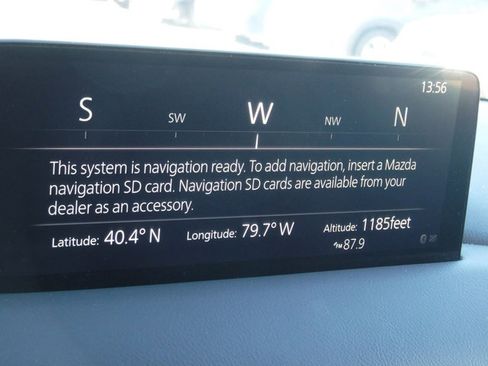 13:56
S SW W NW N
This system is navigation ready. To add navigation, insert a Mazda
navigation SD card. Navigation SD cards are available from your
dealer as an accessory.
Latitude: 40.4° N Longitude: 79.7° W Altitude: 1185feet
FM 87.9